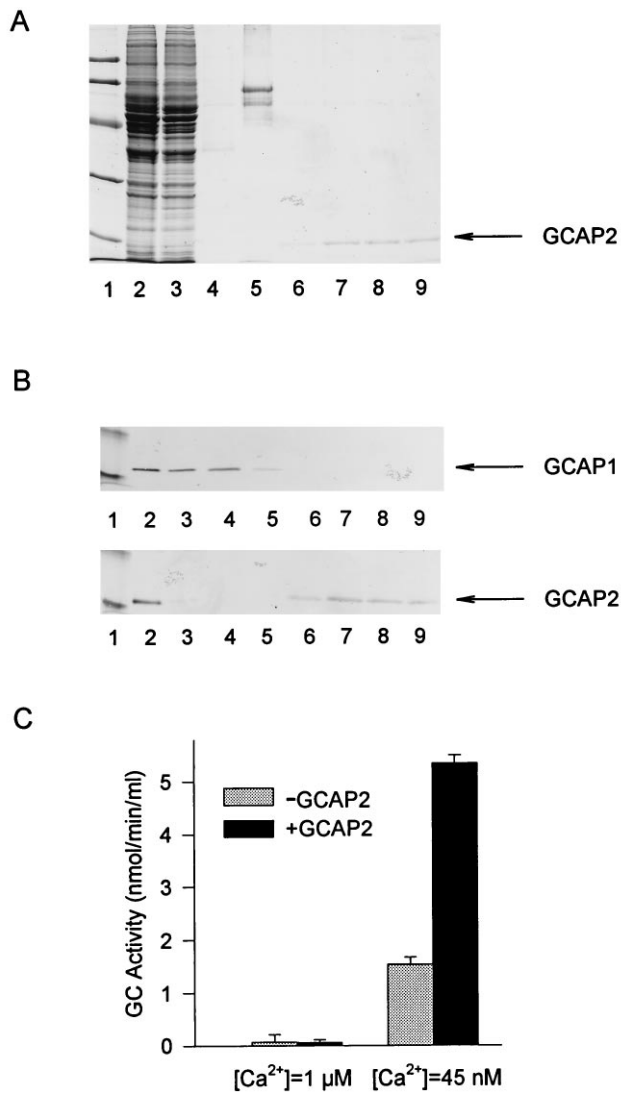 A
GCAP2
1 2 3 4 5 6 7 8 9
B
GCAP1
1 2 3 4 5 6 7 8 9
GCAP2
1 2 3 4 5 6 7 8 9
C
GC Activity (nmol/min/ml)
5
4
3
2
1
0
-GCAP2
+GCAP2
[Ca²⁺]=1 µM [Ca²⁺]=45 nM